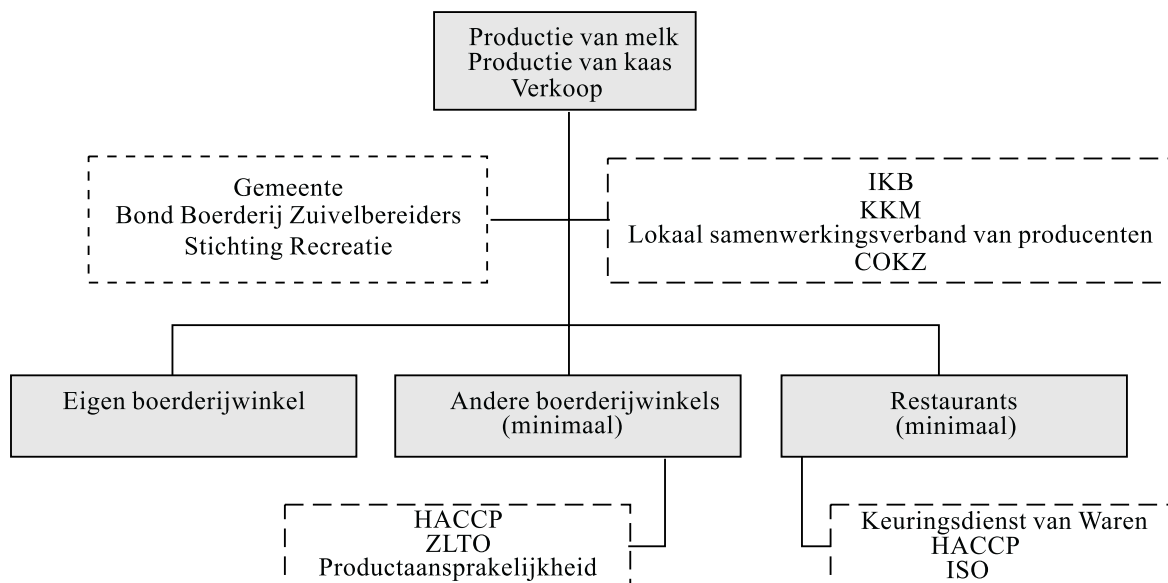 Productie van melk
Productie van kaas
Verkoop
Gemeente
Bond Boerderij Zuivelbereiders
Stichting Recreatie
IKB
KKM
Lokaal samenwerkingsverband van producenten
COKZ
Eigen boerderijwinkel
Andere boerderijwinkels
(minimaal)
Restaurants
(minimaal)
HACCP
ZLTO
Productaansprakelijkheid
Keuringsdienst van Waren
HACCP
ISO